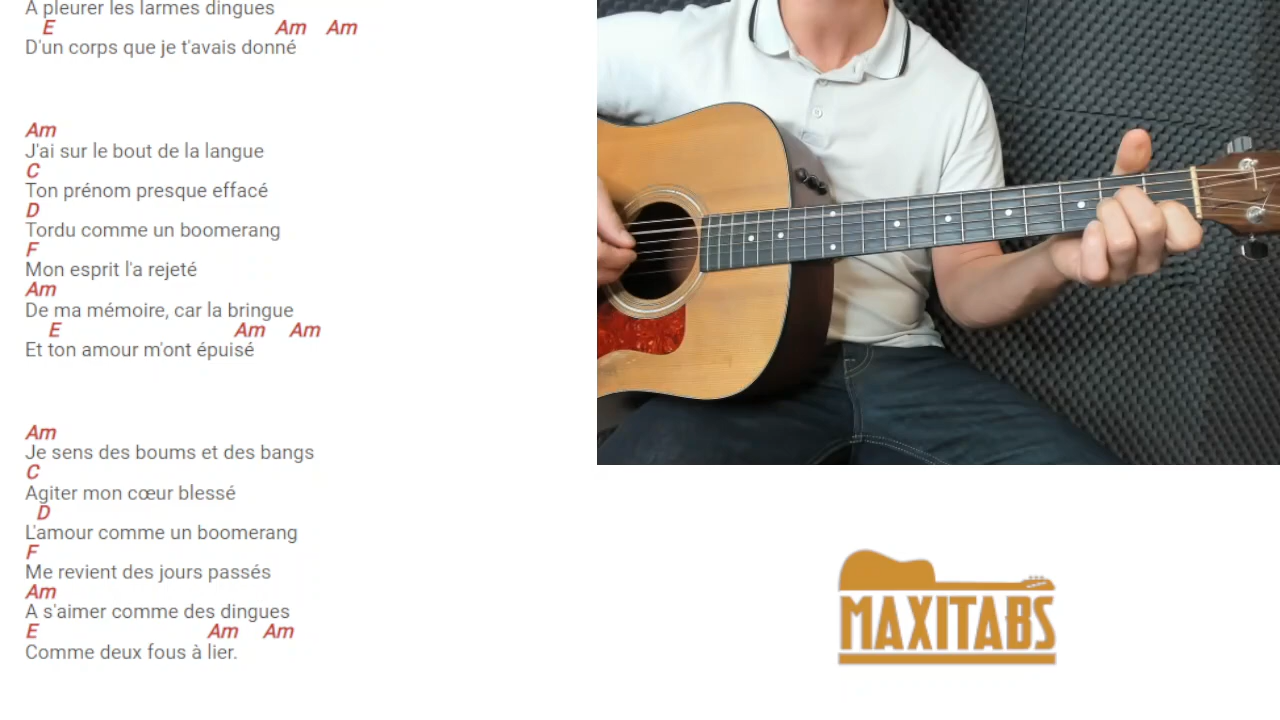 A pleurer les larmes dingues
E Am Am
D'un corps que je t'avais donné
Am
J'ai sur le bout de la langue
C
Ton prénom presque effacé
D
Tordu comme un boomerang
F
Mon esprit l'a rejeté
Am
De ma mémoire, car la bringue
E Am Am
Et ton amour m'ont épuisé
Am
Je sens des boums et des bangs
C
Agiter mon cœur blessé
D
L'amour comme un boomerang
F
Me revient des jours passés
Am
A s'aimer comme des dingues
E Am Am
Comme deux fous à lier.
MAXITABS